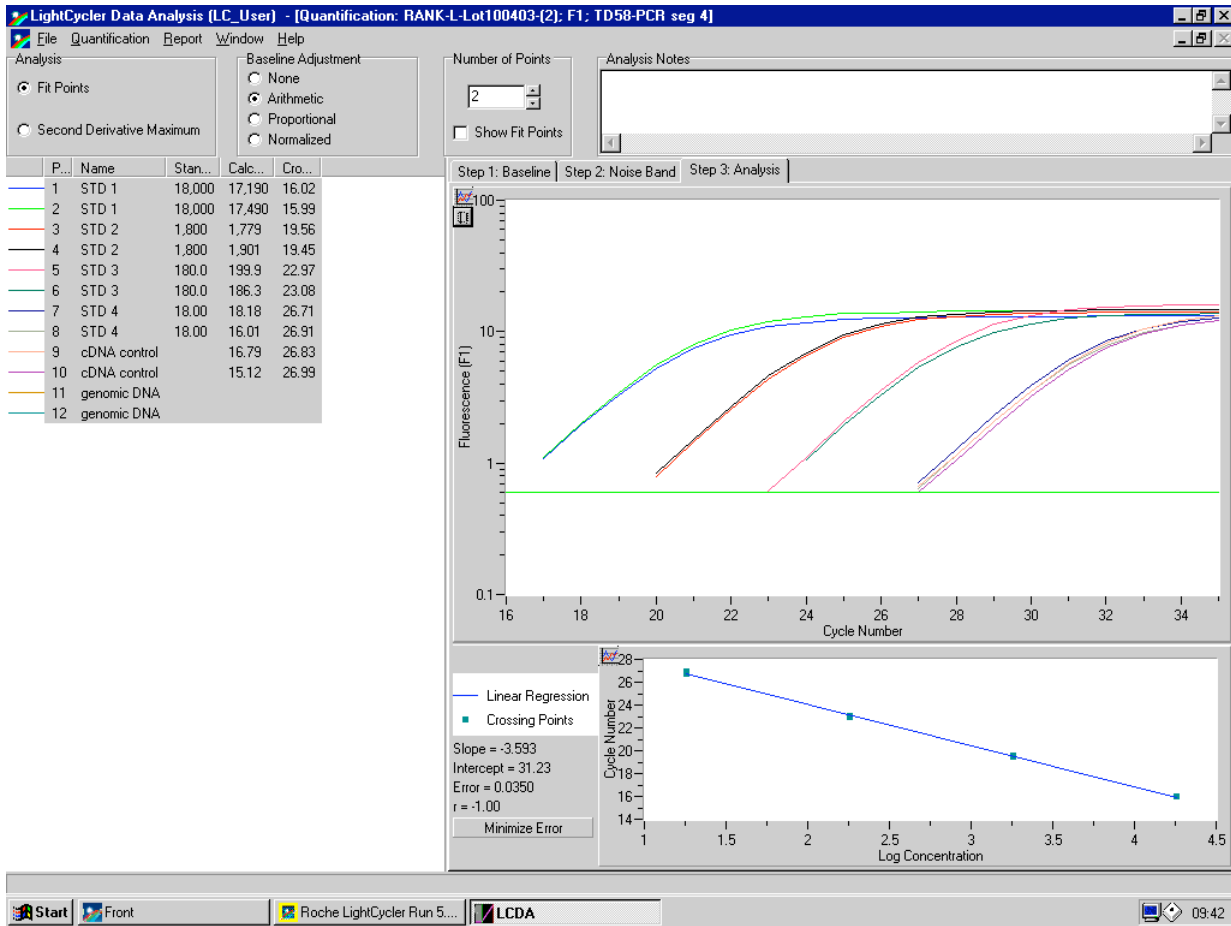 LightCycler Data Analysis (LC_User) - [Quantification: RANK-L-Lot100403-(2); F1; TD58-PCR seg 4]
File Quantification Report Window Help
Analysis
Fit Points
Second Derivative Maximum
Baseline Adjustment
None
Arithmetic
Proportional
Normalized
Number of Points
2
Show Fit Points
Analysis Notes
P... Name Stan... Calc... Cro...
1 STD 1 18,000 17,190 16.02
2 STD 1 18,000 17,490 15.99
3 STD 2 1,800 1,779 19.56
4 STD 2 1,800 1,901 19.45
5 STD 3 180.0 199.9 22.97
6 STD 3 180.0 186.3 23.08
7 STD 4 18.00 18.18 26.71
8 STD 4 18.00 16.01 26.91
9 cDNA control 16.79 26.83
10 cDNA control 15.12 26.99
11 genomic DNA
12 genomic DNA
Step 1: Baseline Step 2: Noise Band Step 3: Analysis
100
10
1
0.1
Fluorescence (F1)
16 18 20 22 24 26 28 30 32 34
Cycle Number
Linear Regression
Crossing Points
Slope = -3.593
Intercept = 31.23
Error = 0.0350
r = -1.00
Minimize Error
28
26
24
22
20
18
16
14
Cycle Number
1 1.5 2 2.5 3 3.5 4 4.5
Log Concentration
Start Front Roche LightCycler Run 5.... LCDA 09:42